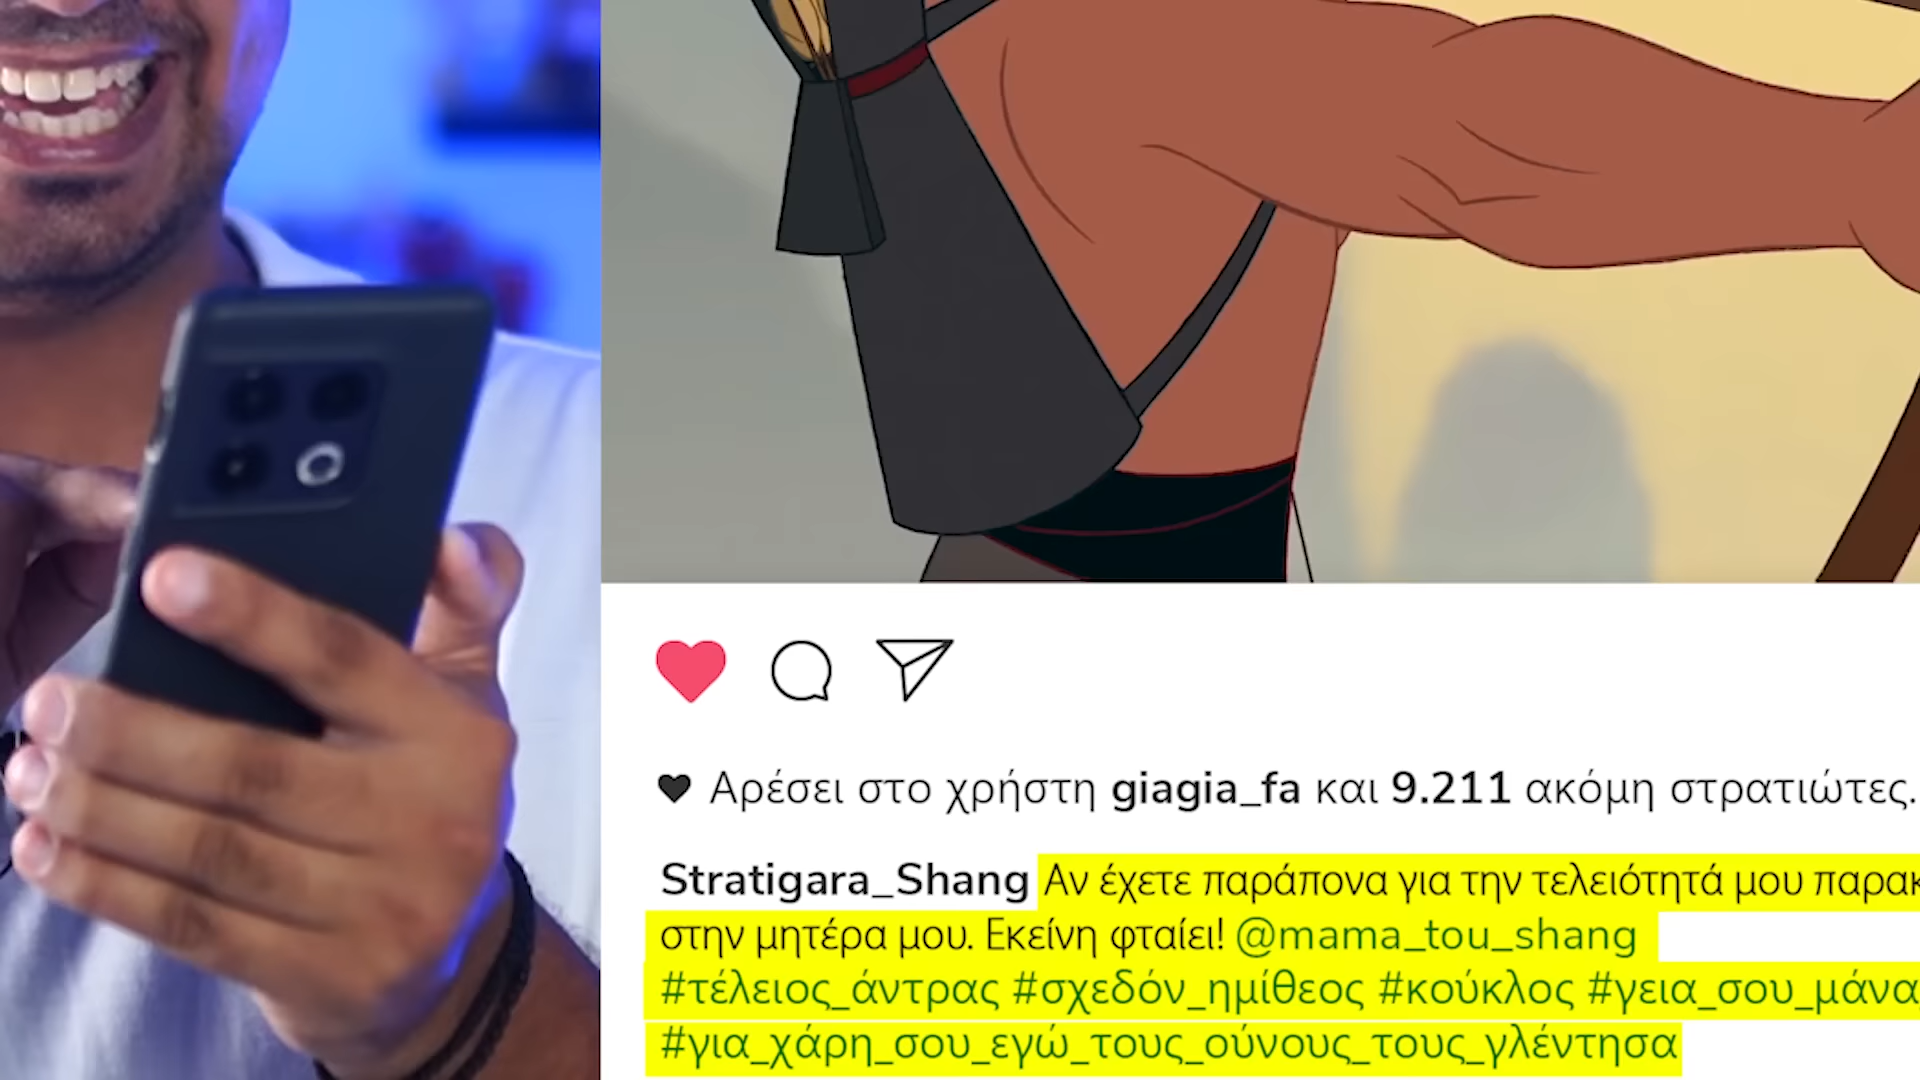 Αρέσει στο χρήστη giagia_fa και 9.211 ακόμη στρατιώτες.
Stratigara_Shang Αν έχετε παράπονα για την τελειότητά μου
στην μητέρα μου. Εκείνη φταίει! @mama_tou_shang
#τέλειος_άντρας #σχεδόν_ημίθεος #κούκλος #γεια_σου_μάνα
#για_χάρη_σου_εγώ_τους_ούνους_τους_γλέντησα